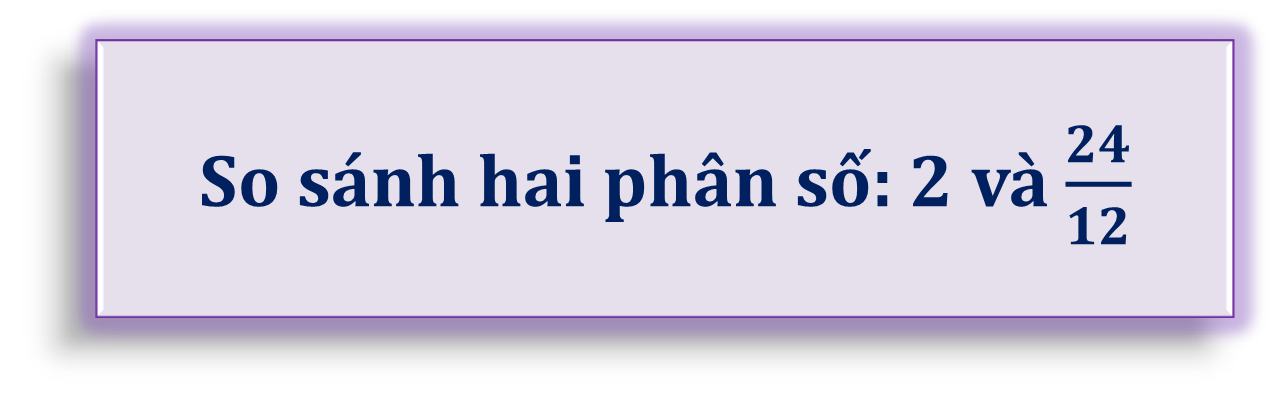 So sánh hai phân số: 2 và 24/12